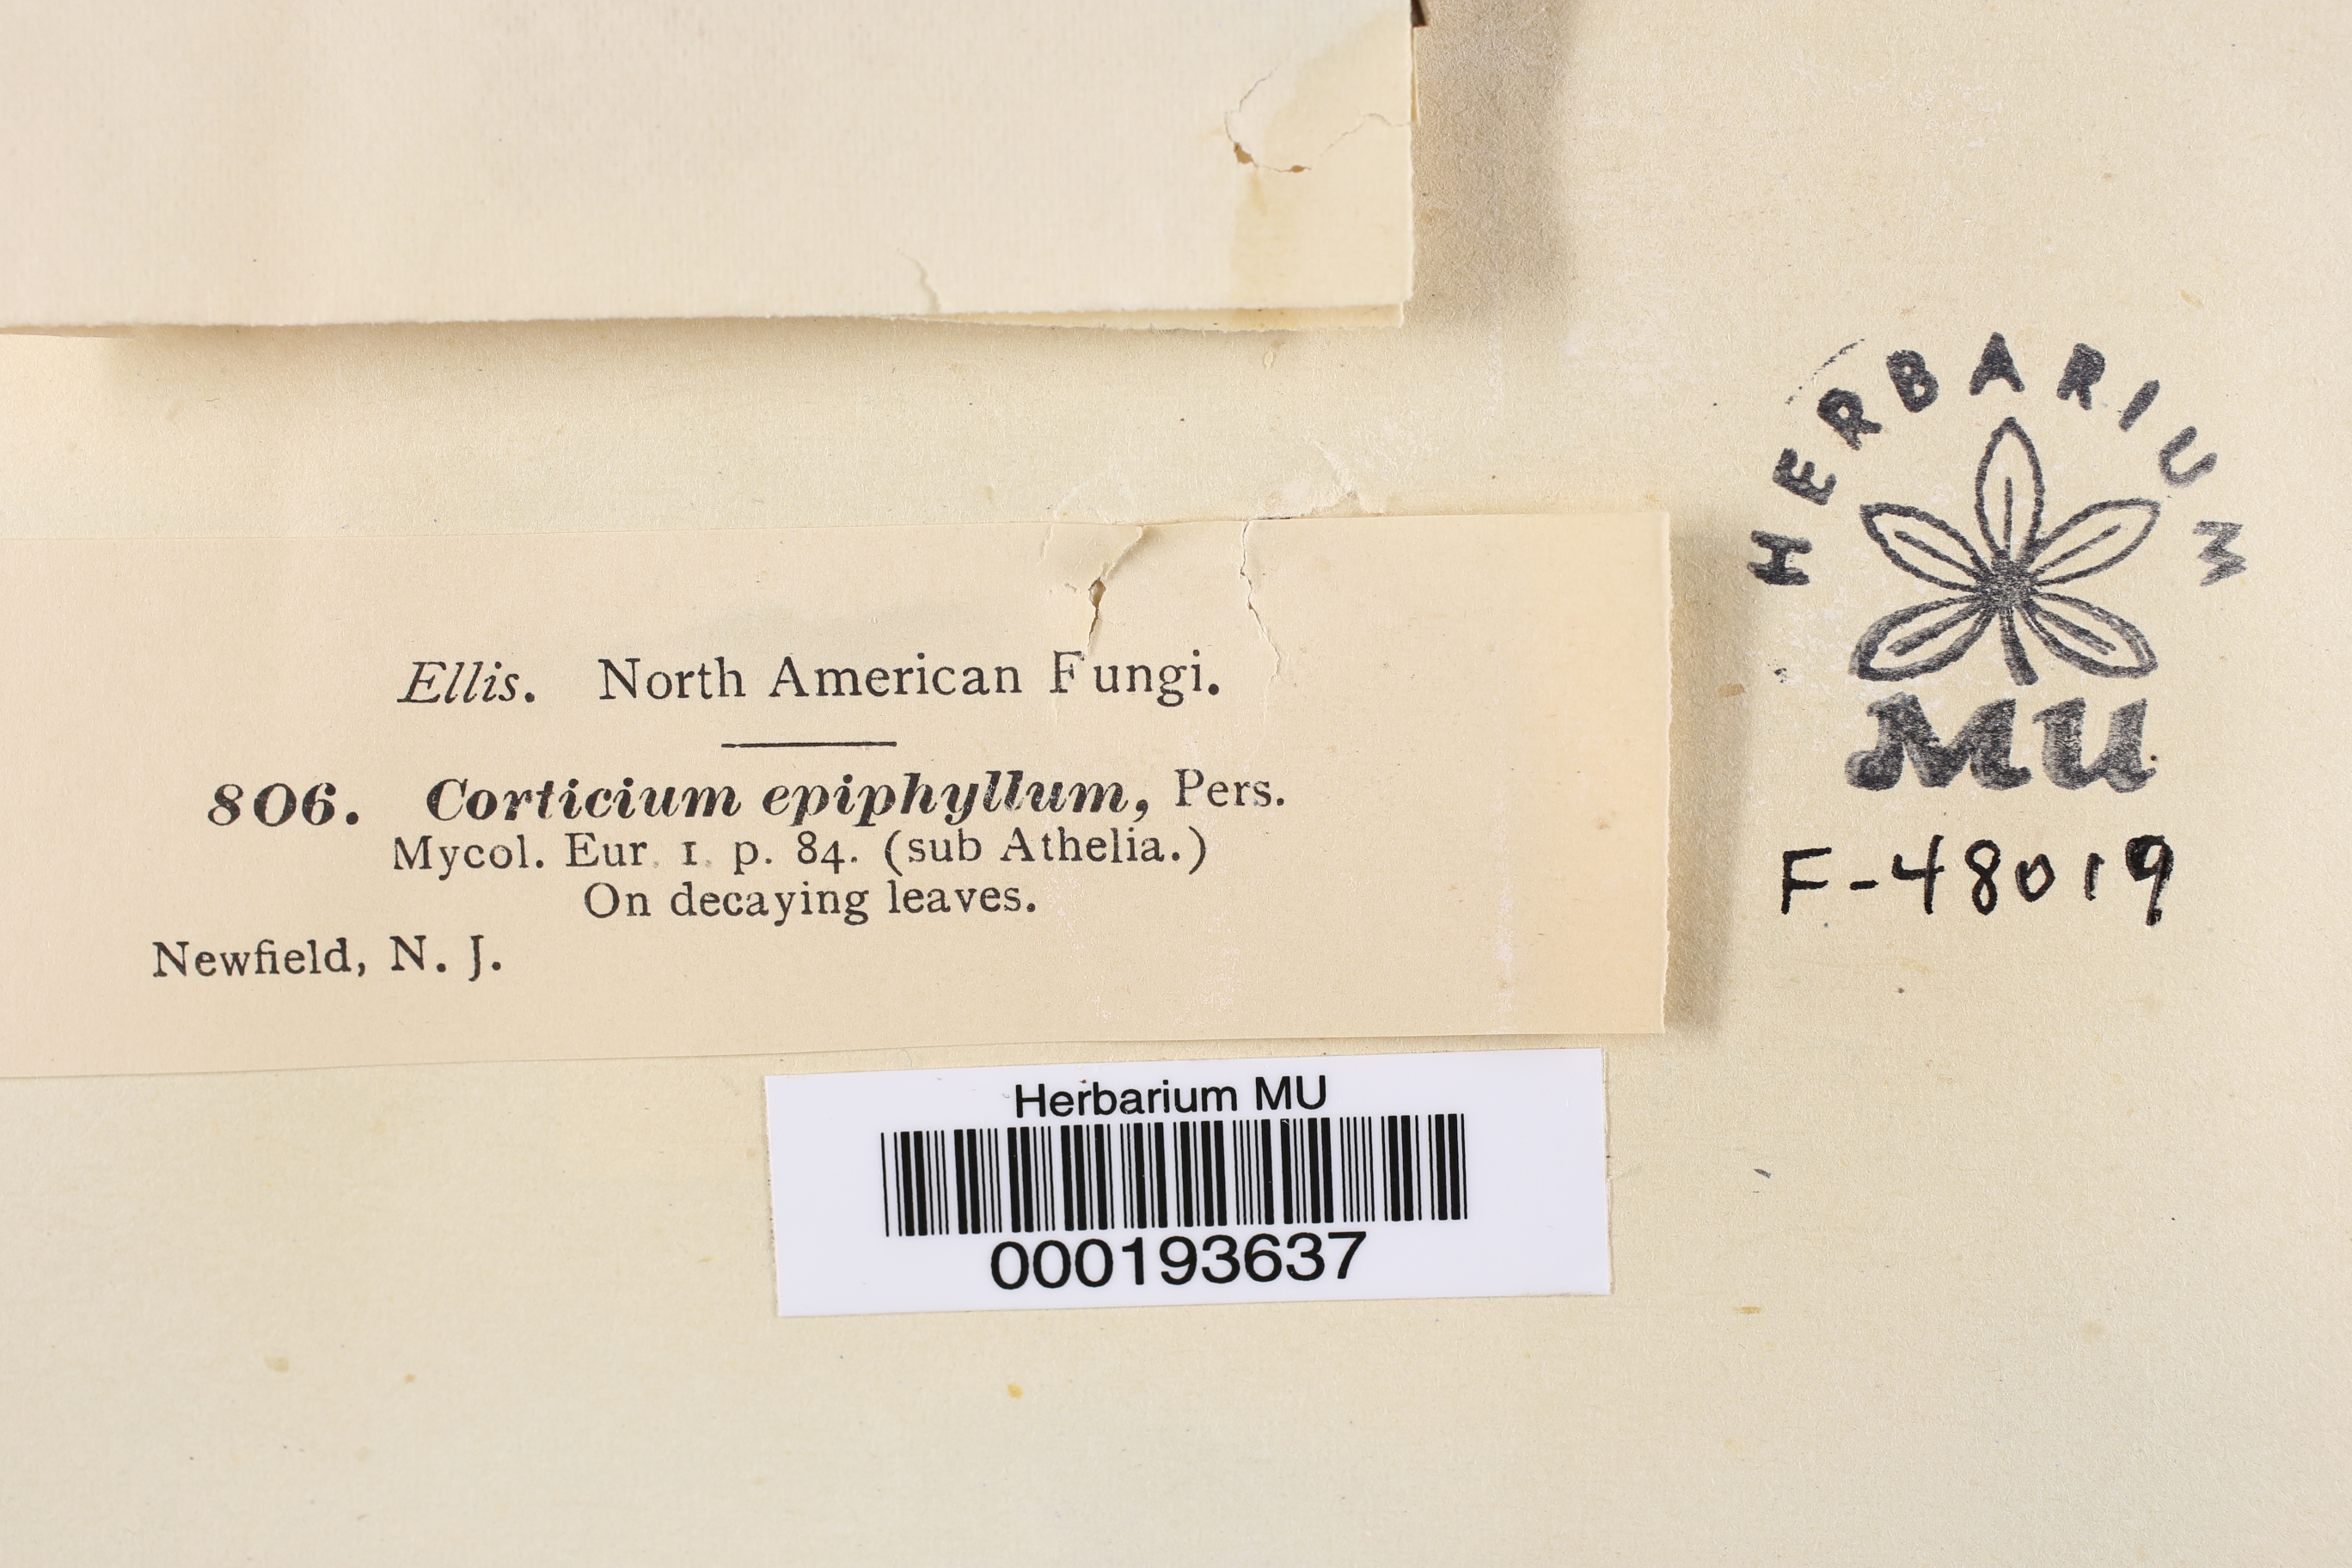 Ellis. North American Fungi.
806. Corticium epiphyllum, Pers.
Mycol. Eur. 1. p. 84. (sub Athelia.)
On decaying leaves.
Newfield, N. J.
HERBARIUM
MU
F-48019
Herbarium MU
000193637